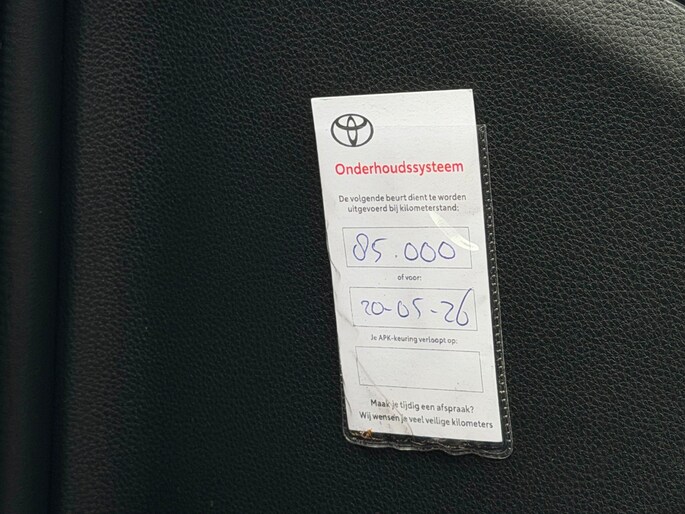 Onderhoudssysteem
De volgende beurt dient te worden
uitgevoerd bij kilometerstand:
85.000
of voor:
20-05-26
Je APK-keuring verloopt op:
Maak je tijdig een afspraak?
Wij wensen je veel veilige kilometers